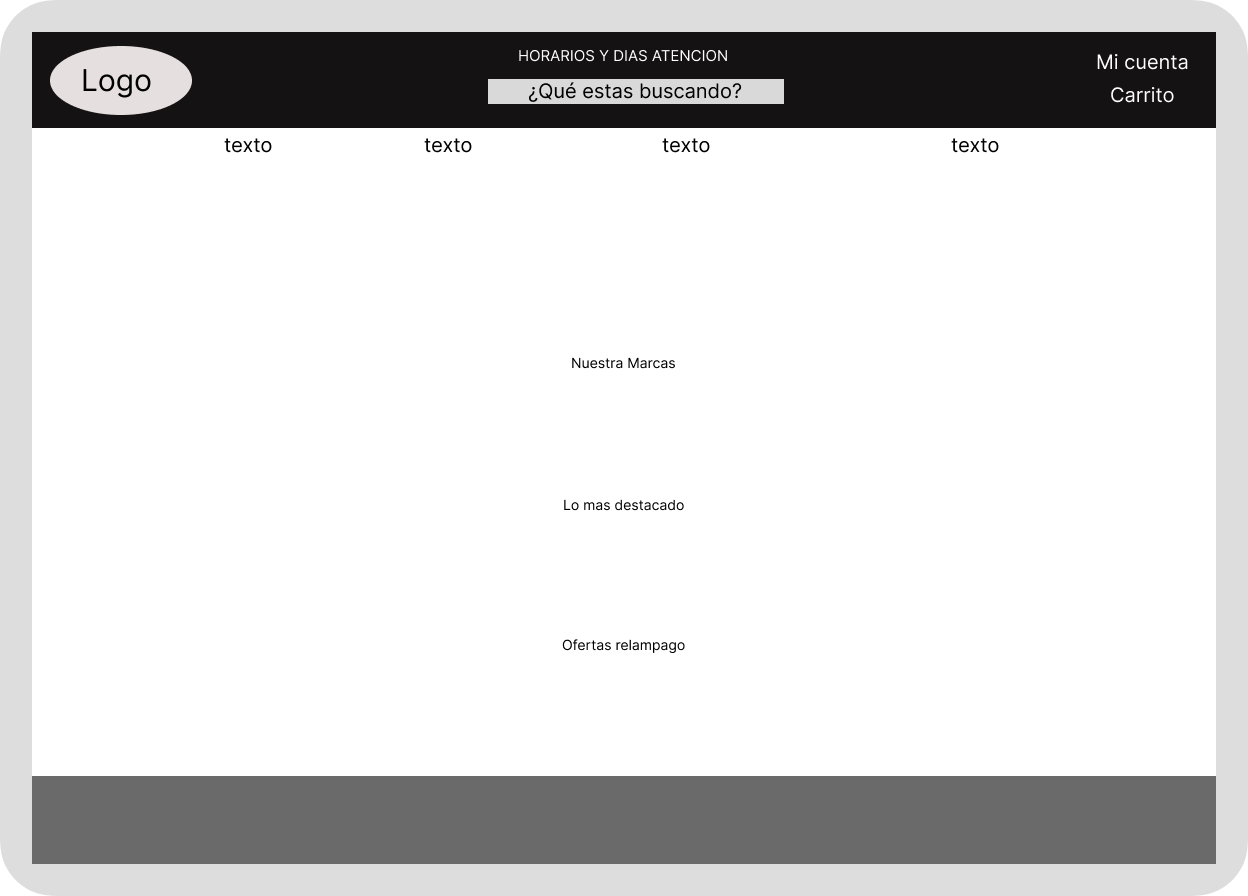 Logo
HORARIOS Y DIAS ATENCION
¿Qué estas buscando?
Mi cuenta
Carrito
texto texto texto texto
Nuestra Marcas
Lo mas destacado
Ofertas relampago